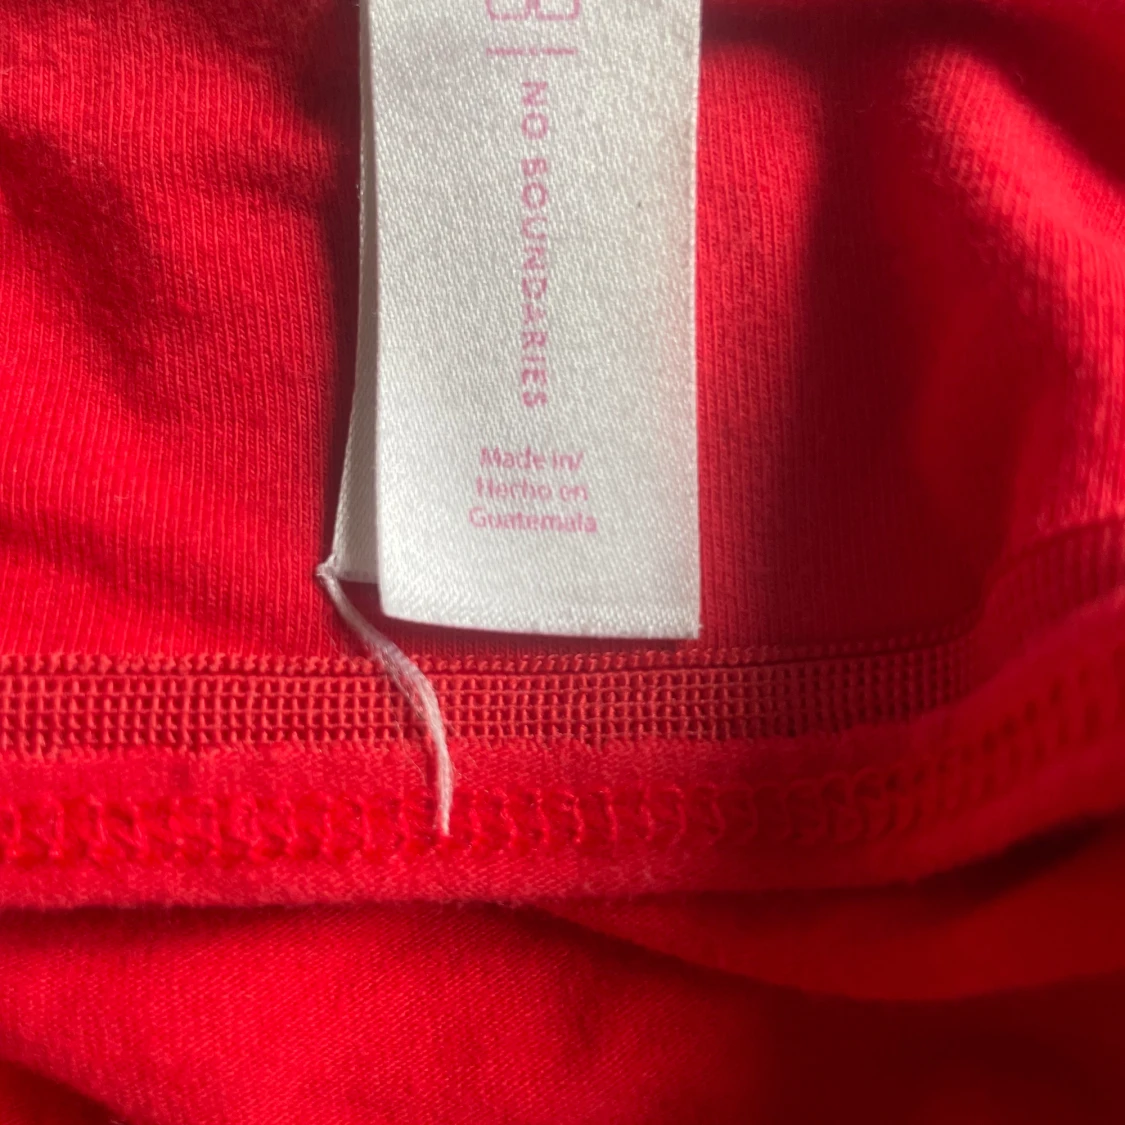 NO BOUNDARIES
Made in/
Hecho en
Guatemala